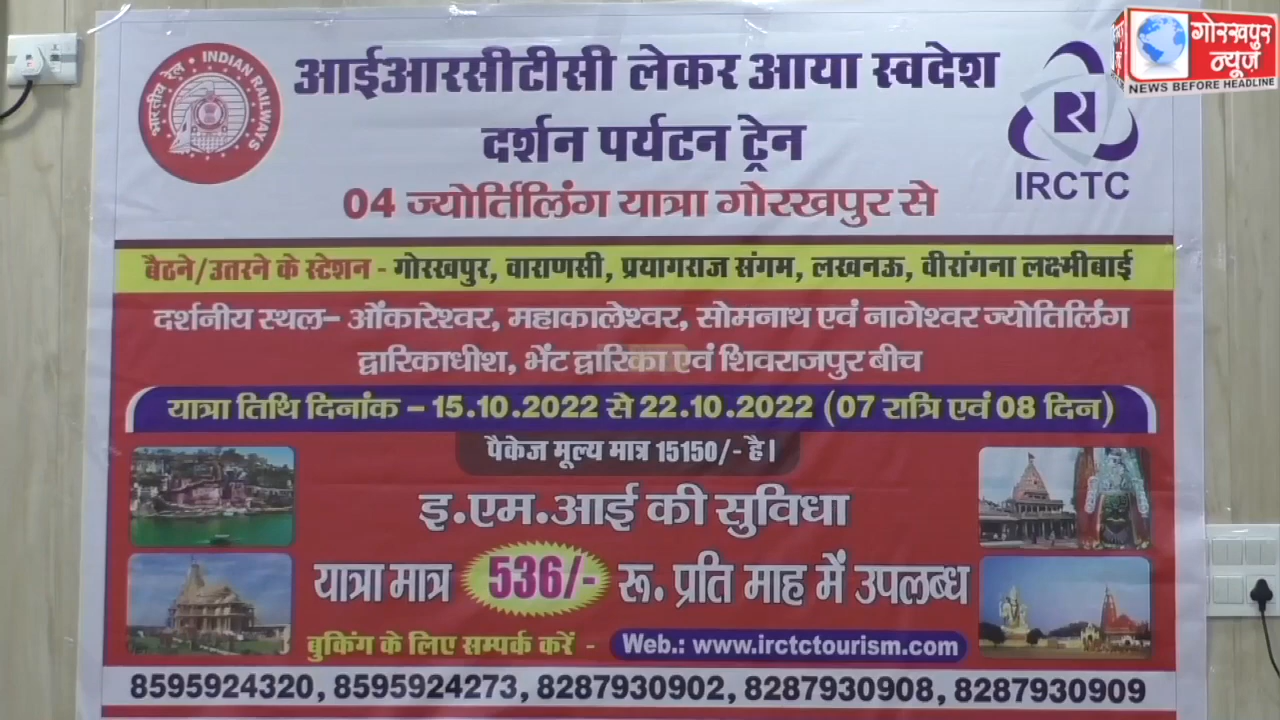 भारतीय रेल • INDIAN RAILWAYS
आईआरसीटीसी लेकर आया स्वदेश
दर्शन पर्यटन ट्रेन
04 ज्योर्तिलिंग यात्रा गोरखपुर से
IRCTC
गोरखपुर
न्यूज
NEWS BEFORE HEADLINE
बैठने/उतरने के स्टेशन - गोरखपुर, वाराणसी, प्रयागराज संगम, लखनऊ, वीरांगना लक्ष्मीबाई
दर्शनीय स्थल– ओंकारेश्वर, महाकालेश्वर, सोमनाथ एवं नागेश्वर ज्योतिर्लिंग
द्वारिकाधीश, भेंट द्वारिका एवं शिवराजपुर बीच
यात्रा तिथि दिनांक – 15.10.2022 से 22.10.2022 (07 रात्रि एवं 08 दिन)
पैकेज मूल्य मात्र 15150/- है।
इ.एम.आई की सुविधा
यात्रा मात्र 536/- रू. प्रति माह में उपलब्ध
बुकिंग के लिए सम्पर्क करें - Web.: www.irctctourism.com
8595924320, 8595924273, 8287930902, 8287930908, 8287930909